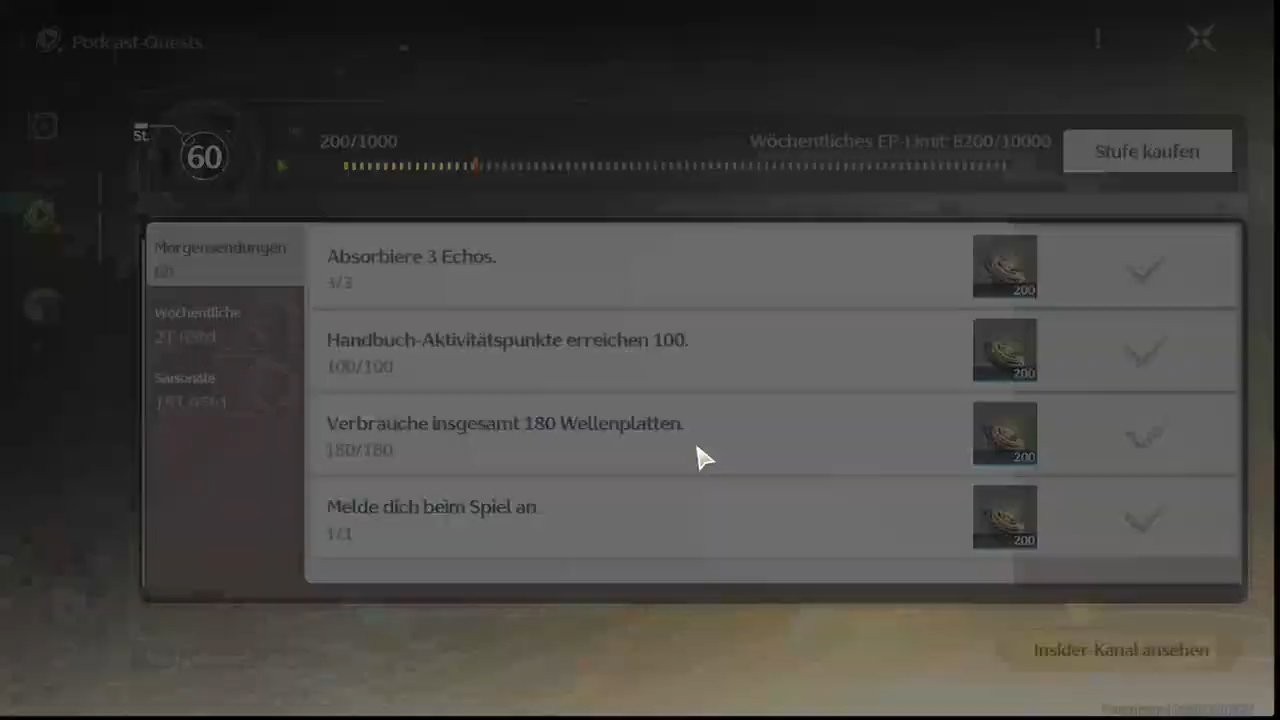 Podcast-Quests
St.
60
200/1000
Wöchentliches EP-Limit: 8200/10000
Stufe kaufen
Morgensendungen
Wöchentliche
Saisonale
Absorbiere 3 Echos.
3/3
200
Handbuch-Aktivitätspunkte erreichen 100.
100/100
200
Verbrauche insgesamt 180 Wellenplatten.
180/180
200
Melde dich beim Spiel an.
1/1
200
Insider-Kanal ansehen